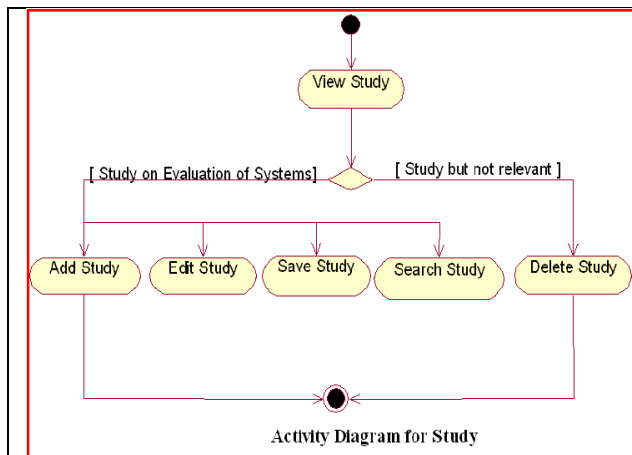 View Study
[ Study on Evaluation of Systems]
[ Study but not relevant ]
Add Study
Edit Study
Save Study
Search Study
Delete Study
Activity Diagram for Study